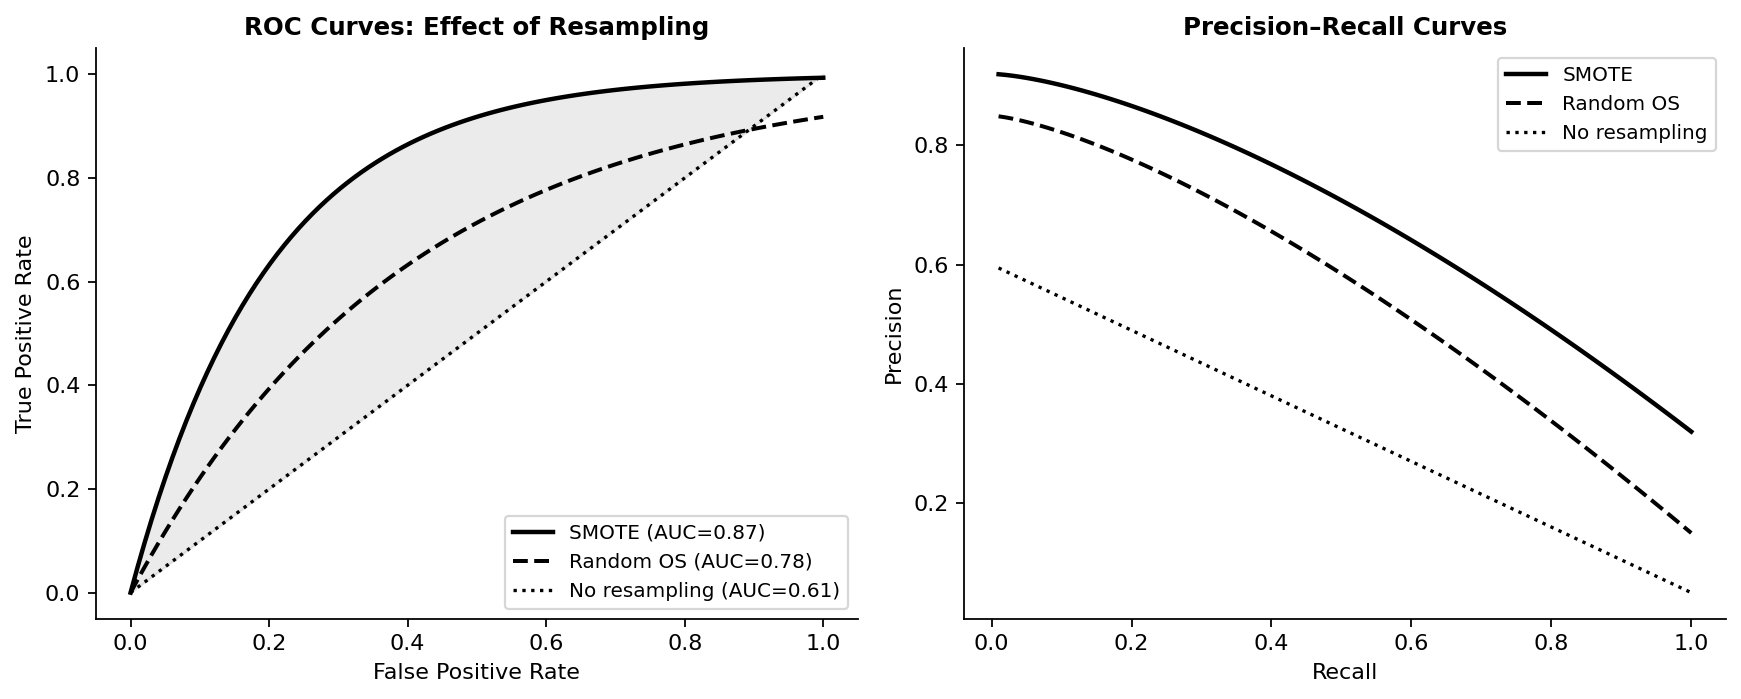 ROC Curves: Effect of Resampling
True Positive Rate
1.0
0.8
0.6
0.4
0.2
0.0
SMOTE (AUC=0.87)
Random OS (AUC=0.78)
No resampling (AUC=0.61)
0.0 0.2 0.4 0.6 0.8 1.0
False Positive Rate
Precision–Recall Curves
Precision
0.8
0.6
0.4
0.2
SMOTE
Random OS
No resampling
0.0 0.2 0.4 0.6 0.8 1.0
Recall